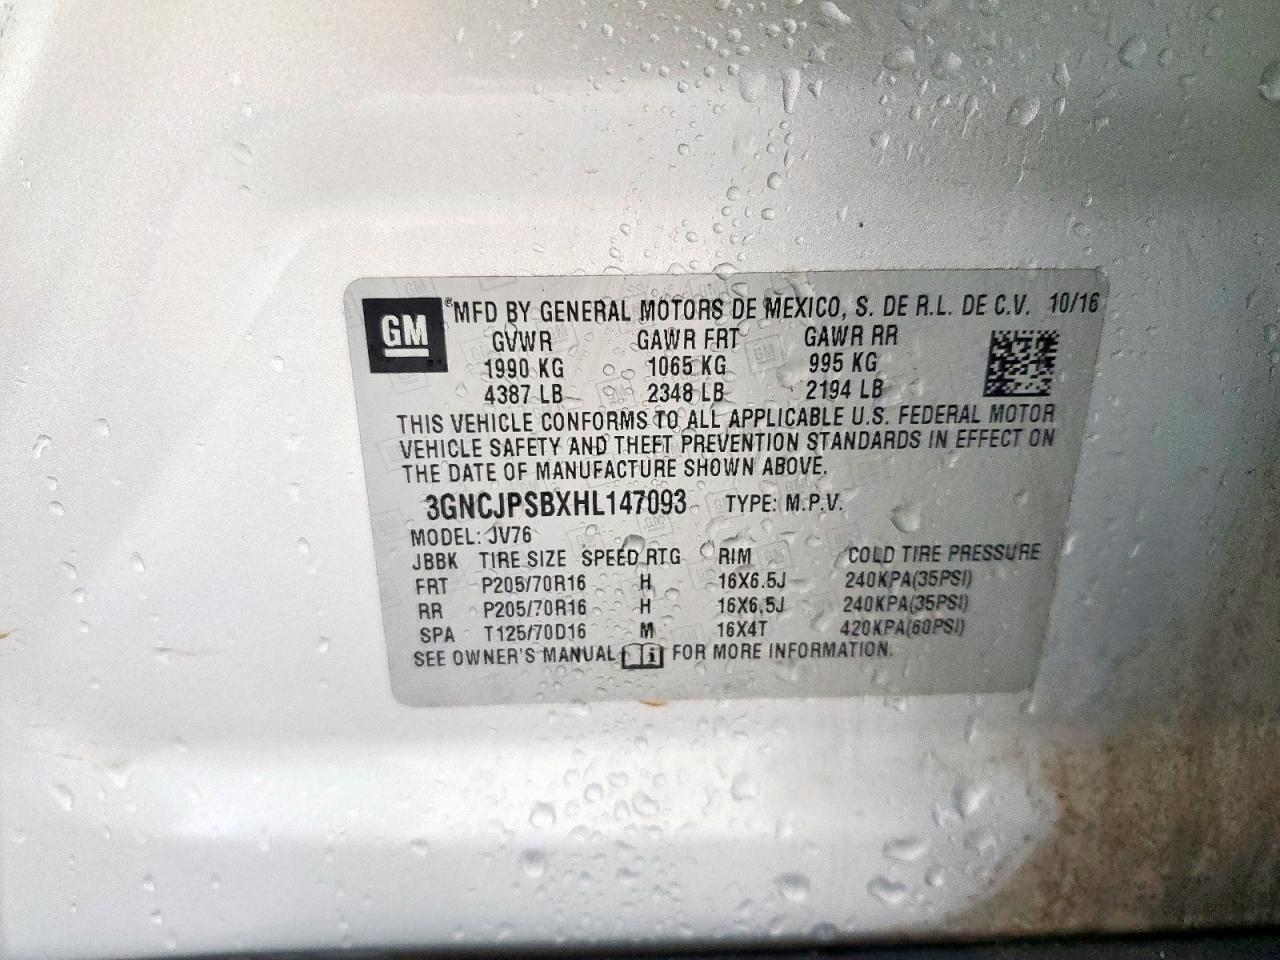 GM ® MFD BY GENERAL MOTORS DE MEXICO, S. DE R.L. DE C.V. 10/16
GVWR GAWR FRT GAWR RR
1990 KG 1065 KG 995 KG
4387 LB 2348 LB 2194 LB
THIS VEHICLE CONFORMS TO ALL APPLICABLE U.S. FEDERAL MOTOR
VEHICLE SAFETY AND THEFT PREVENTION STANDARDS IN EFFECT ON
THE DATE OF MANUFACTURE SHOWN ABOVE.
3GNCJPSBXHL147093 TYPE: M.P.V.
MODEL: JV76
JBBK TIRE SIZE SPEED RTG RIM COLD TIRE PRESSURE
FRT P205/70R16 H 16X6.5J 240KPA(35PSI)
RR P205/70R16 H 16X6.5J 240KPA(35PSI)
SPA T125/70D16 M 16X4T 420KPA(60PSI)
SEE OWNER'S MANUAL i FOR MORE INFORMATION.